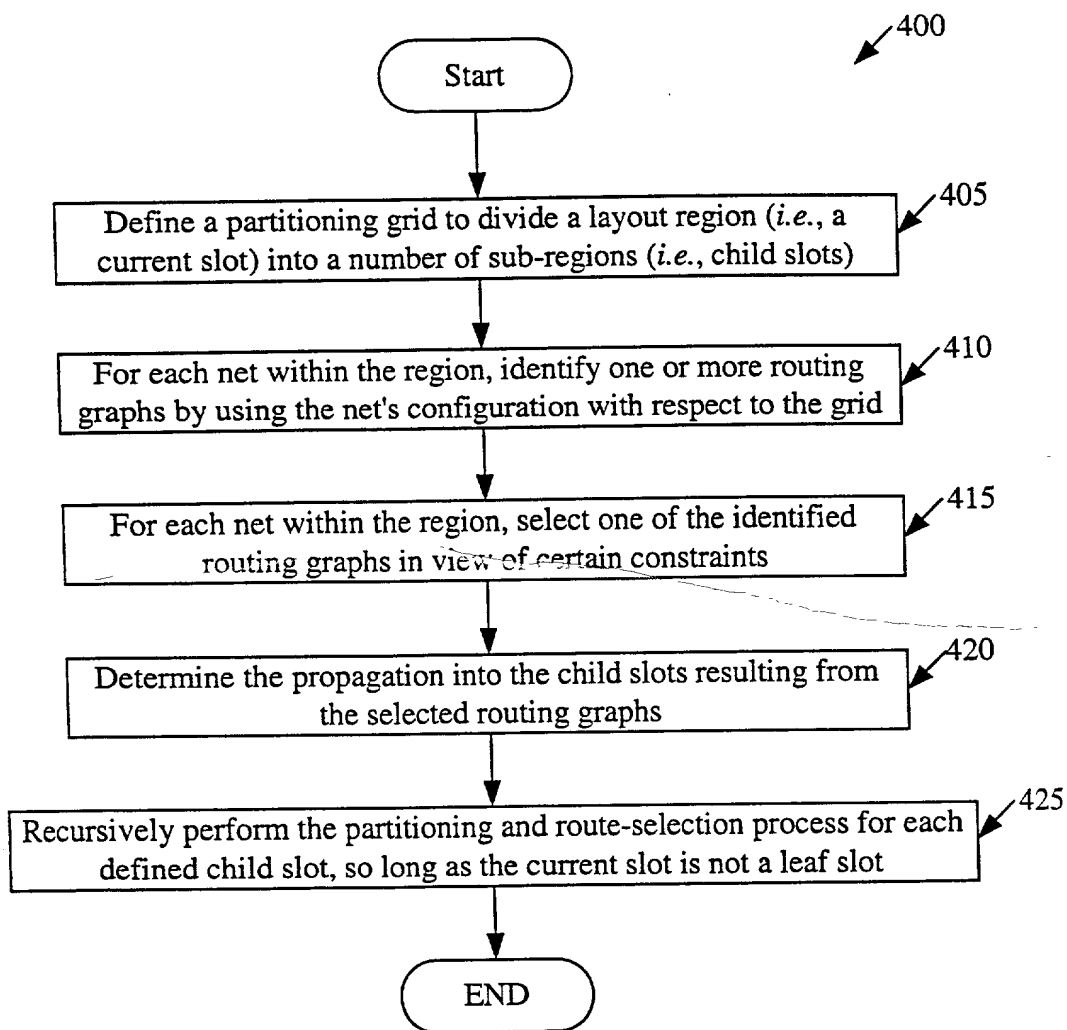 400
Start
405
Define a partitioning grid to divide a layout region (i.e., a
current slot) into a number of sub-regions (i.e., child slots)
410
For each net within the region, identify one or more routing
graphs by using the net's configuration with respect to the grid
415
For each net within the region, select one of the identified
routing graphs in view of certain constraints
420
Determine the propagation into the child slots resulting from
the selected routing graphs
425
Recursively perform the partitioning and route-selection process for each
defined child slot, so long as the current slot is not a leaf slot
END